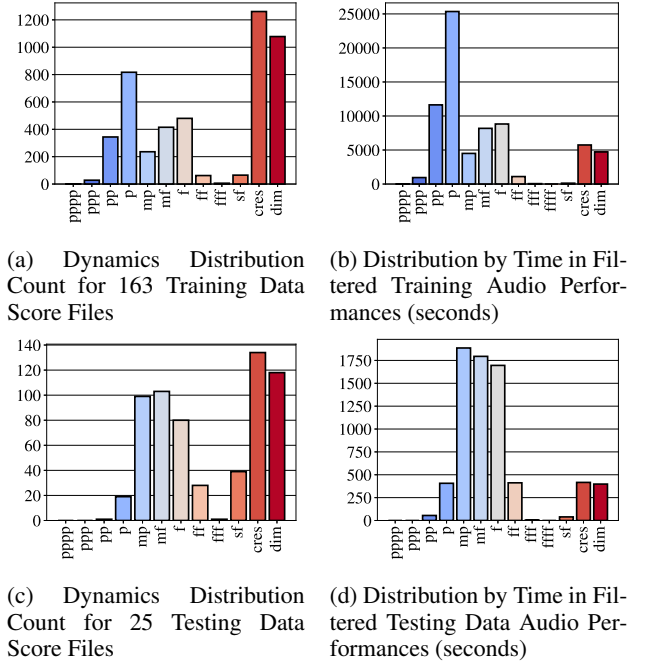 1200
1000
800
600
400
200
0
pppp ppp pp p mp mf f ff fff sf cres dim
(a) Dynamics Distribution
Count for 163 Training Data
Score Files
25000
20000
15000
10000
5000
0
pppp ppp pp p mp mf f ff fff ffff sf cres dim
(b) Distribution by Time in Fil-
tered Training Audio Perfor-
mances (seconds)
140
120
100
80
60
40
20
0
pppp ppp pp p mp mf f ff fff sf cres dim
(c) Dynamics Distribution
Count for 25 Testing Data
Score Files
1750
1500
1250
1000
750
500
250
0
pppp ppp pp p mp mf f ff fff ffff sf cres dim
(d) Distribution by Time in Fil-
tered Testing Data Audio Per-
formances (seconds)